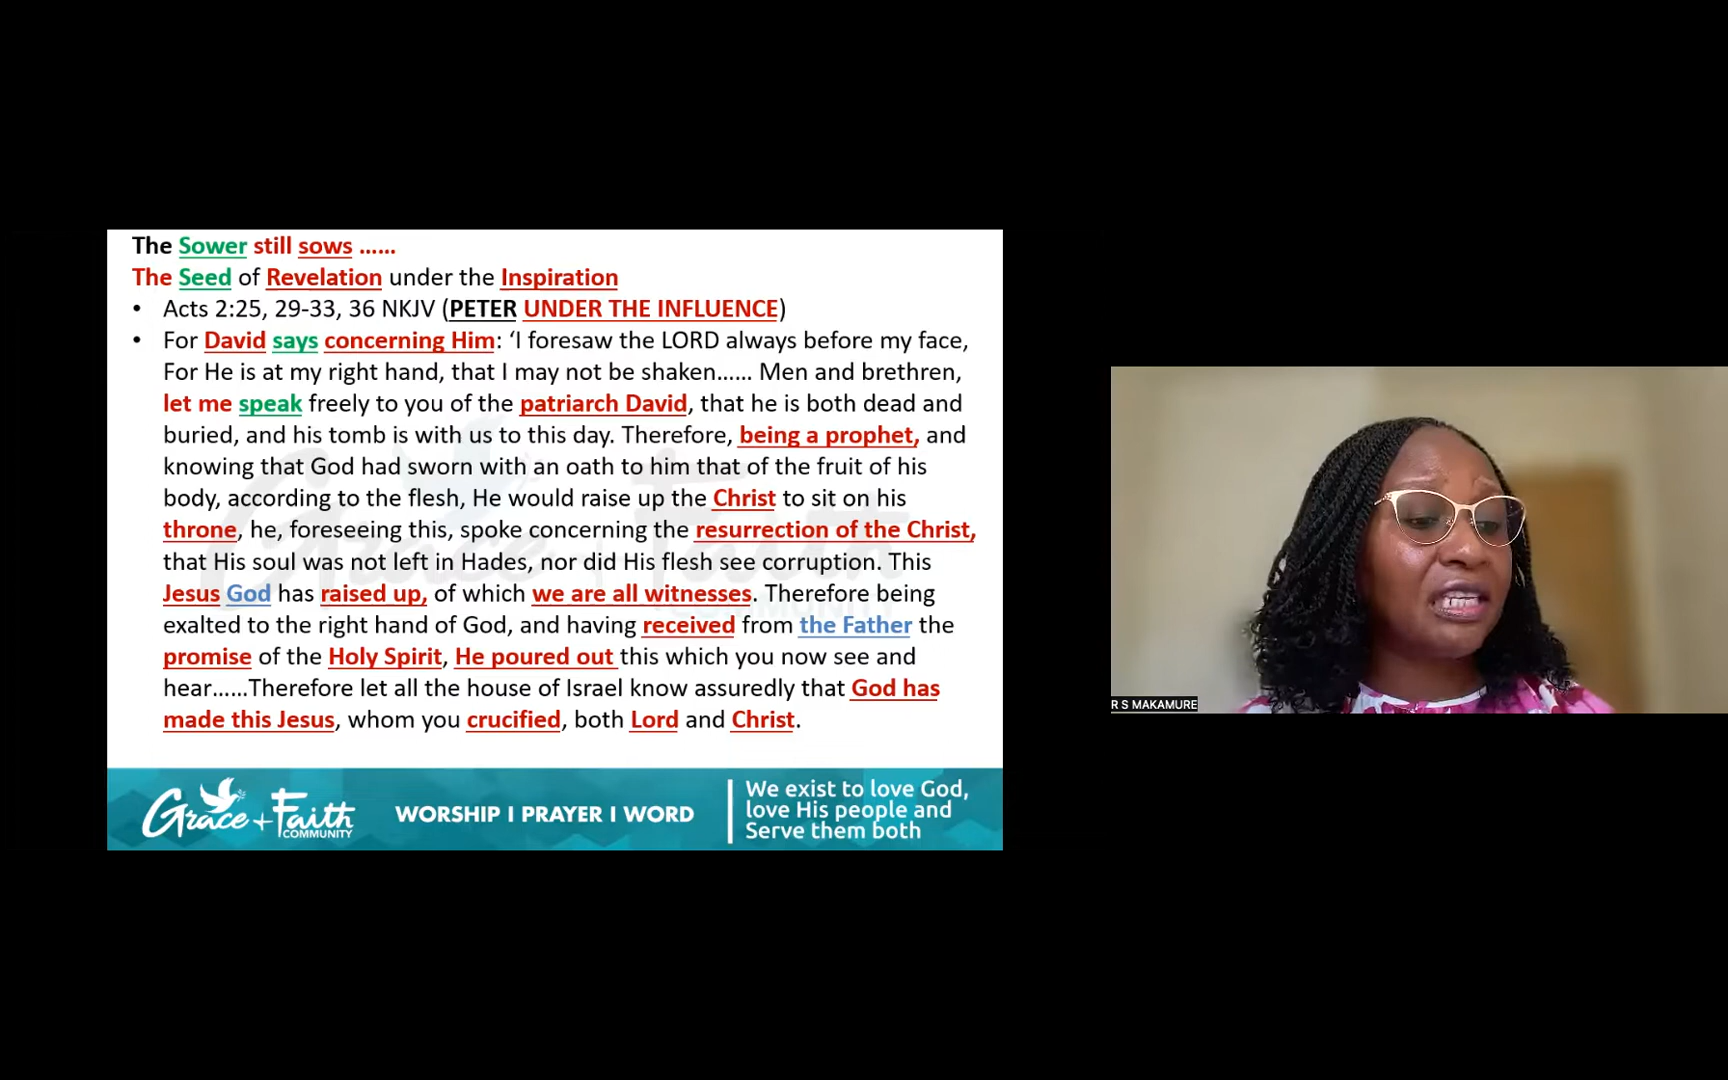 The Sower still sows ......
The Seed of Revelation under the Inspiration
• Acts 2:25, 29-33, 36 NKJV (PETER UNDER THE INFLUENCE)
• For David says concerning Him: ‘I foresaw the LORD always before my face,
For He is at my right hand, that I may not be shaken...... Men and brethren,
let me speak freely to you of the patriarch David, that he is both dead and
buried, and his tomb is with us to this day. Therefore, being a prophet, and
knowing that God had sworn with an oath to him that of the fruit of his
body, according to the flesh, He would raise up the Christ to sit on his
throne, he, foreseeing this, spoke concerning the resurrection of the Christ,
that His soul was not left in Hades, nor did His flesh see corruption. This
Jesus God has raised up, of which we are all witnesses. Therefore being
exalted to the right hand of God, and having received from the Father the
promise of the Holy Spirit, He poured out this which you now see and
hear......Therefore let all the house of Israel know assuredly that God has
made this Jesus, whom you crucified, both Lord and Christ.
Grace + Faith
COMMUNITY
WORSHIP I PRAYER I WORD
We exist to love God,
love His people and
Serve them both
R S MAKAMURE